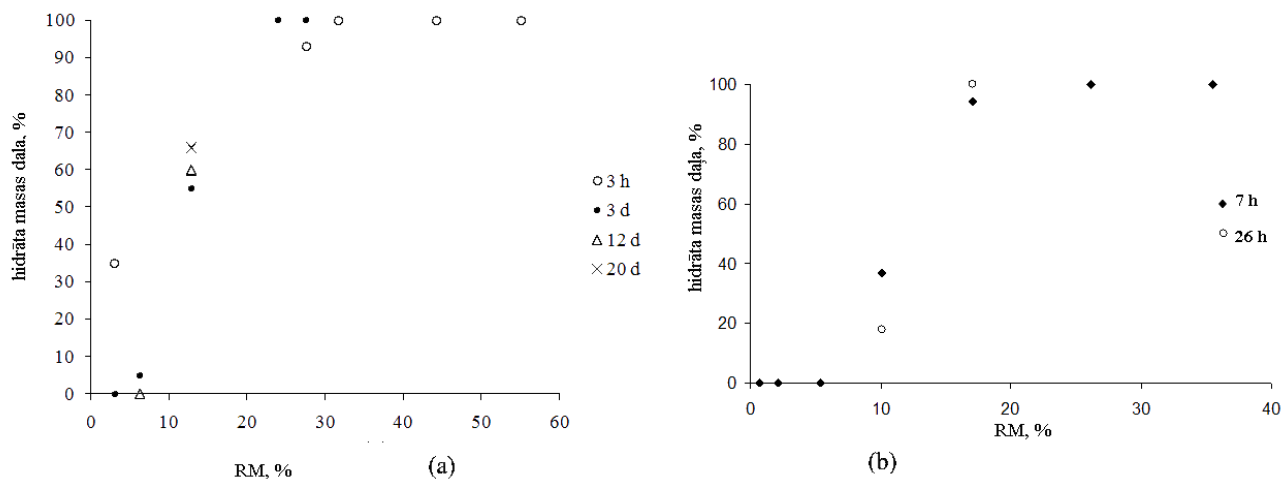 hidrāta masas daļa, %
100
90
80
70
60
50
40
30
20
10
0
0 10 20 30 40 50 60
RM, %
(a)
3 h
3 d
12 d
20 d
hidrāta masas daļa, %
100
80
60
40
20
0
0 10 20 30 40
RM, %
(b)
7 h
26 h